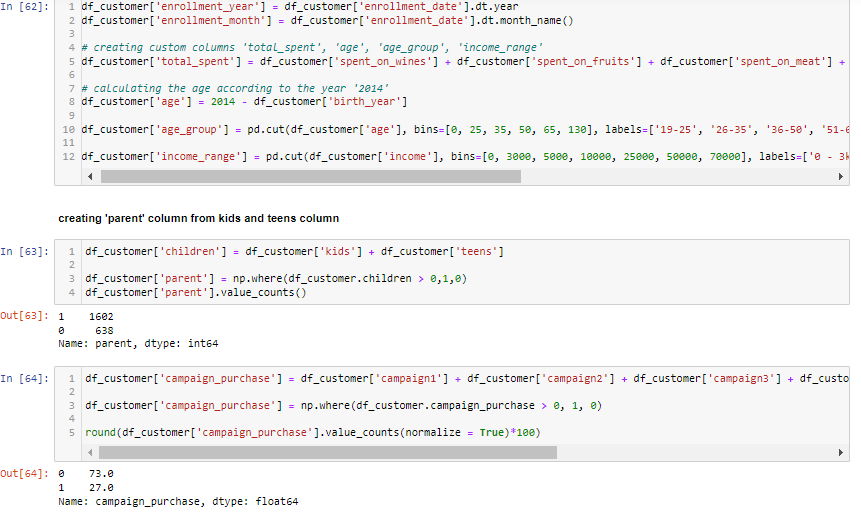 In [62]:
1 df_customer['enrollment_year'] = df_customer['enrollment_date'].dt.year
2 df_customer['enrollment_month'] = df_customer['enrollment_date'].dt.month_name()
3
4 # creating custom columns 'total_spent', 'age', 'age_group', 'income_range'
5 df_customer['total_spent'] = df_customer['spent_on_wines'] + df_customer['spent_on_fruits'] + df_customer['spent_on_meat'] +
6
7 # calculating the age according to the year '2014'
8 df_customer['age'] = 2014 - df_customer['birth_year']
9
10 df_customer['age_group'] = pd.cut(df_customer['age'], bins=[0, 25, 35, 50, 65, 130], labels=['19-25', '26-35', '36-50', '51-6
11
12 df_customer['income_range'] = pd.cut(df_customer['income'], bins=[0, 3000, 5000, 10000, 25000, 50000, 70000], labels=['0 - 3k
creating 'parent' column from kids and teens column
In [63]:
1 df_customer['children'] = df_customer['kids'] + df_customer['teens']
2
3 df_customer['parent'] = np.where(df_customer.children > 0,1,0)
4 df_customer['parent'].value_counts()
Out[63]: 1 1602
0 638
Name: parent, dtype: int64
In [64]:
1 df_customer['campaign_purchase'] = df_customer['campaign1'] + df_customer['campaign2'] + df_customer['campaign3'] + df_custo
2
3 df_customer['campaign_purchase'] = np.where(df_customer.campaign_purchase > 0, 1, 0)
4
5 round(df_customer['campaign_purchase'].value_counts(normalize = True)*100)
Out[64]: 0 73.0
1 27.0
Name: campaign_purchase, dtype: float64